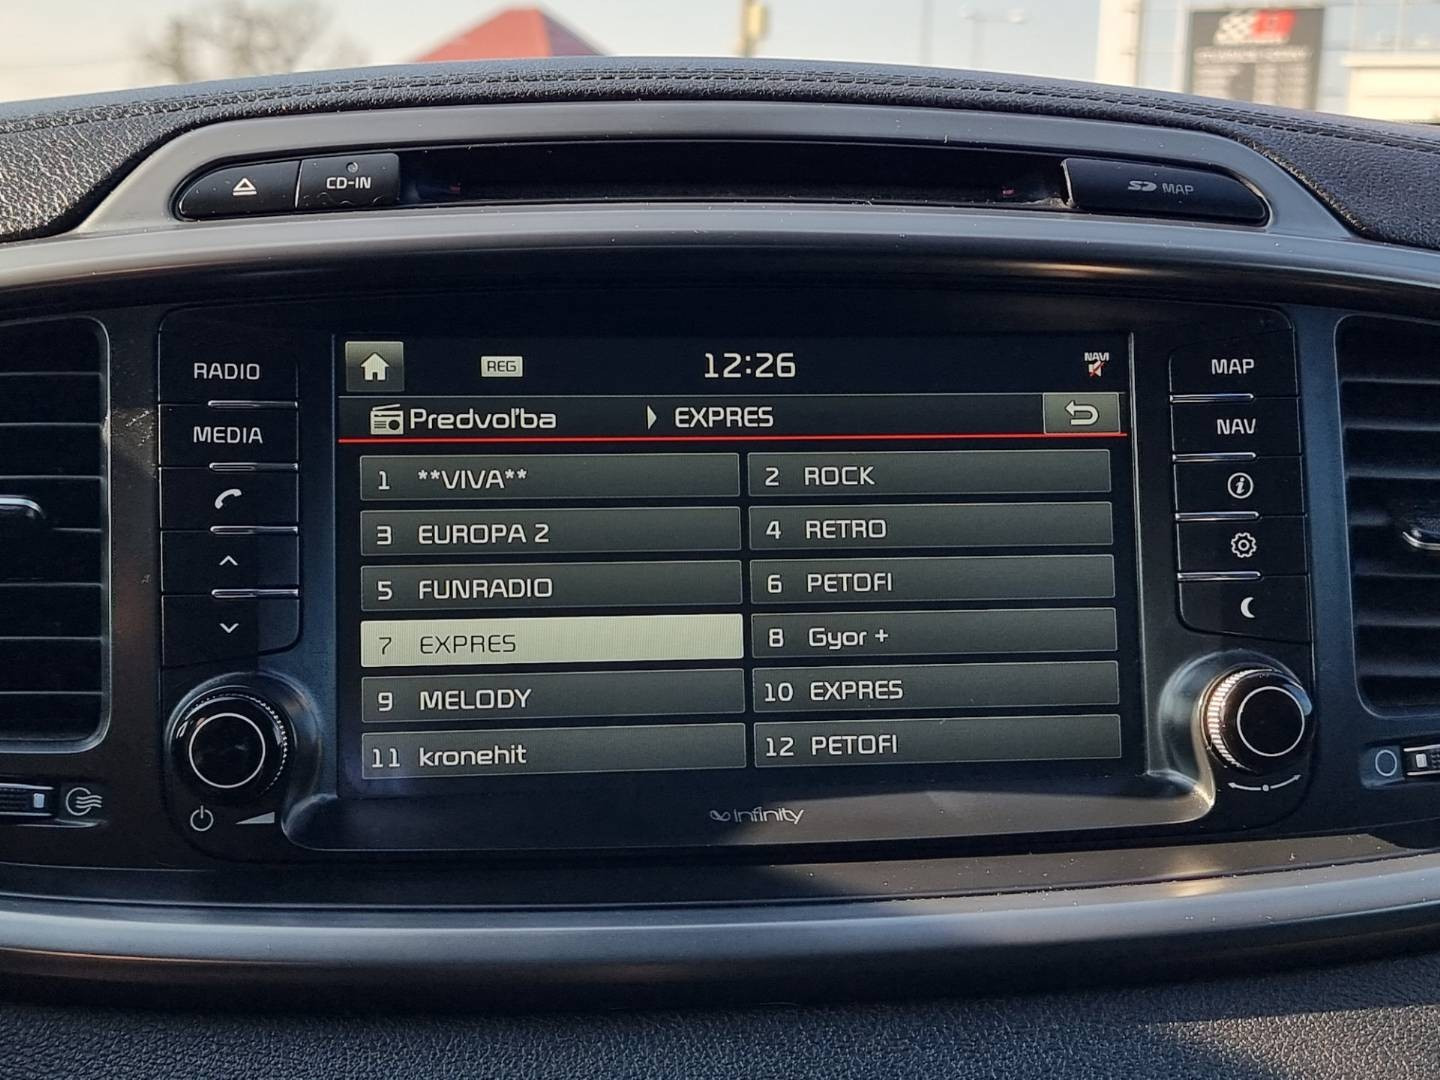 CD-IN
SD MAP
RADIO
MEDIA
REG
12:26
NAVI
MAP
NAV
Predvoľba
EXPRES
1 **VIVA**
2 ROCK
3 EUROPA 2
4 RETRO
5 FUNRADIO
6 PETOFI
7 EXPRES
8 Gyor +
9 MELODY
10 EXPRES
11 kronehit
12 PETOFI
Infinity